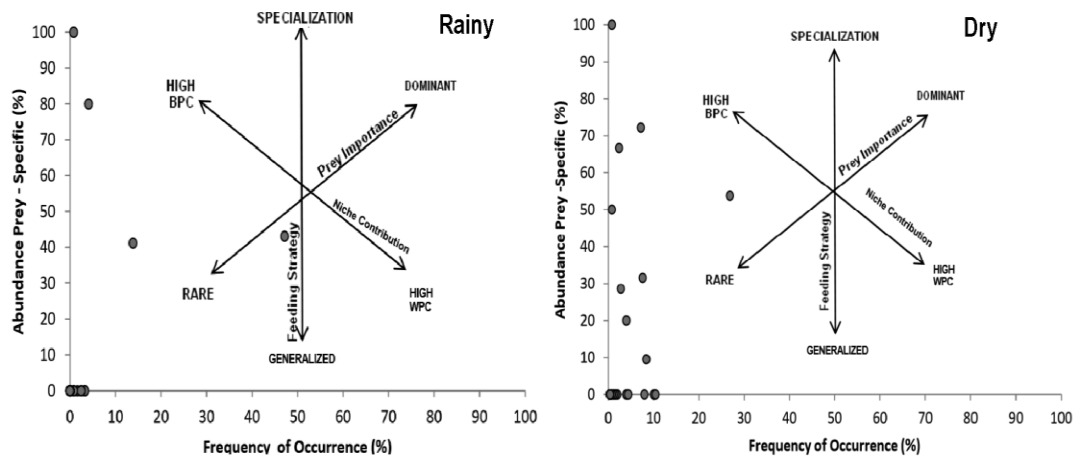 Rainy
SPECIALIZATION
100
90
80
70
60
50
40
30
20
10
0
Abundance Prey - Specific (%)
HIGH
BPC
DOMINANT
Prey Importance
Niche Contribution
Feeding Strategy
RARE
HIGH
WPC
GENERALIZED
0 10 20 30 40 50 60 70 80 90 100
Frequency of Occurrence (%)
Dry
SPECIALIZATION
100
90
80
70
60
50
40
30
20
10
0
Abundance Prey -Specific (%)
HIGH
BPC
DOMINANT
Prey Importance
Niche Contribution
Feeding Strategy
RARE
HIGH
WPC
GENERALIZED
0 10 20 30 40 50 60 70 80 90 100
Frequency of Occurrence (%)